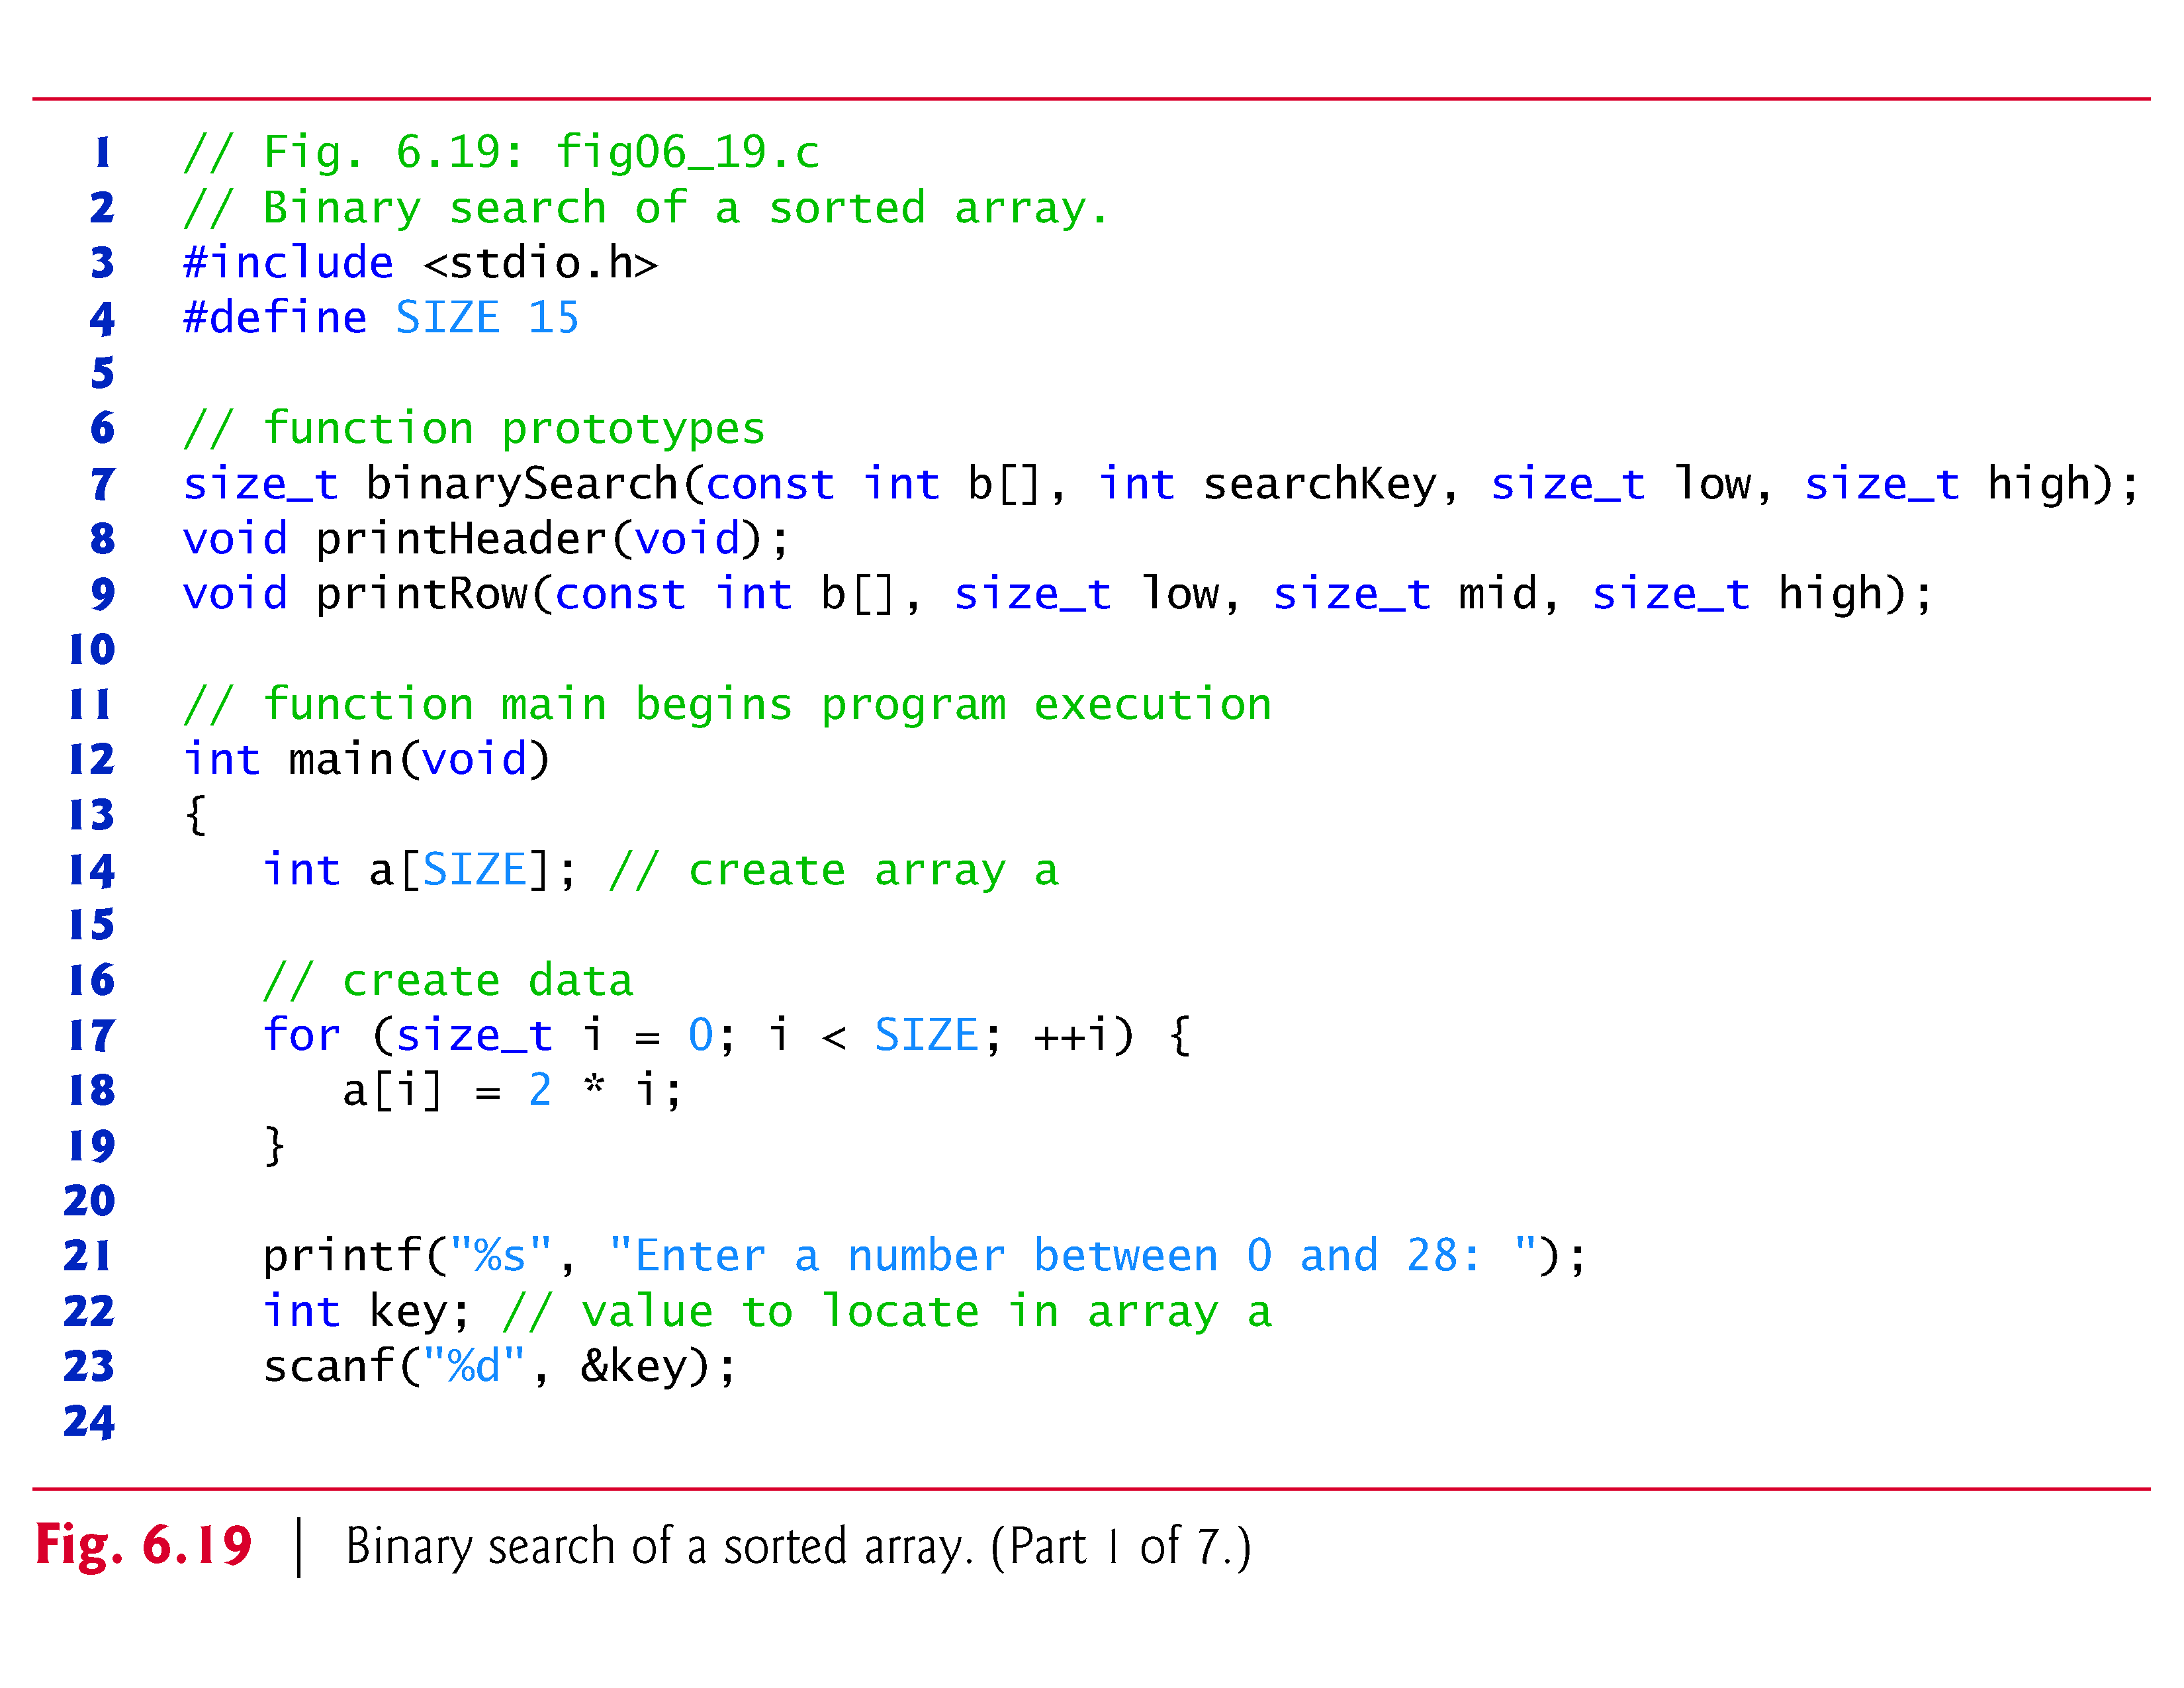 1 // Fig. 6.19: fig06_19.c
2 // Binary search of a sorted array.
3 #include <stdio.h>
4 #define SIZE 15
5
6 // function prototypes
7 size_t binarySearch(const int b[], int searchKey, size_t low, size_t high);
8 void printHeader(void);
9 void printRow(const int b[], size_t low, size_t mid, size_t high);
10
11 // function main begins program execution
12 int main(void)
13 {
14    int a[SIZE]; // create array a
15
16    // create data
17    for (size_t i = 0; i < SIZE; ++i) {
18       a[i] = 2 * i;
19    }
20
21    printf("%s", "Enter a number between 0 and 28: ");
22    int key; // value to locate in array a
23    scanf("%d", &key);
24
Fig. 6.19 | Binary search of a sorted array. (Part 1 of 7.)